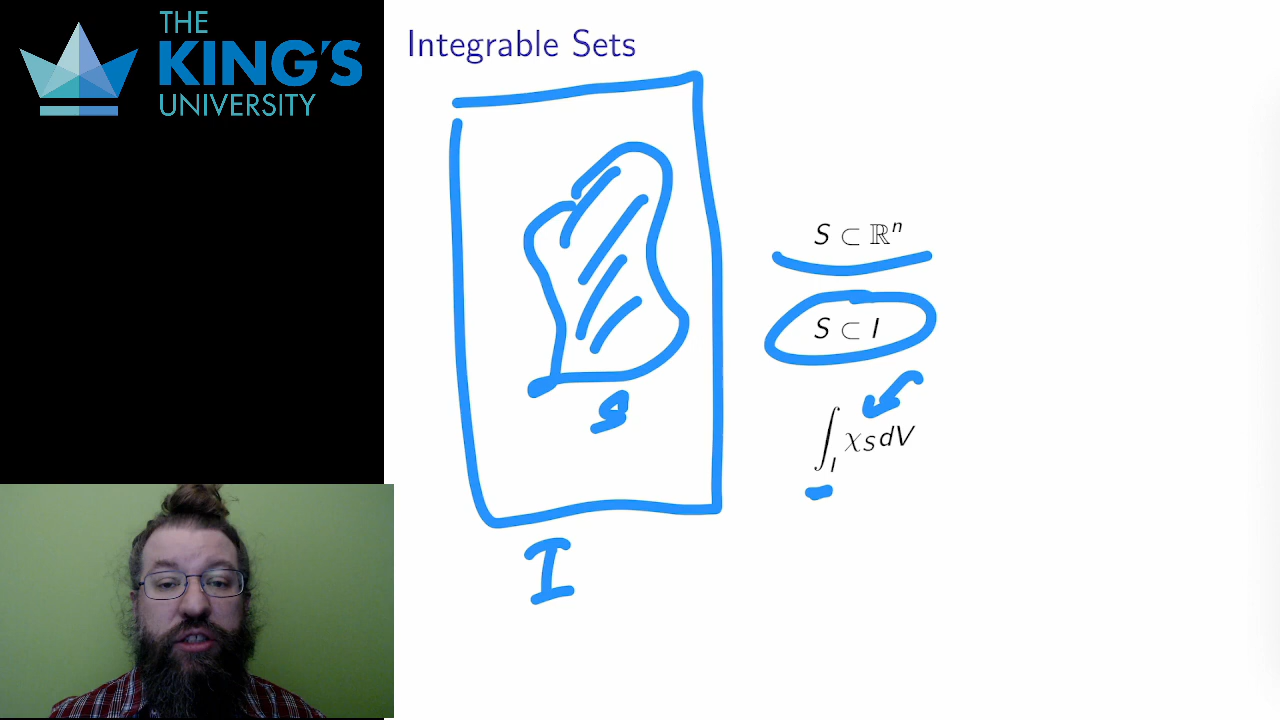 THE
KING'S
UNIVERSITY
Integrable Sets
S ⊂ ℝⁿ
S ⊂ I
∫_I χ_S dV
S
I